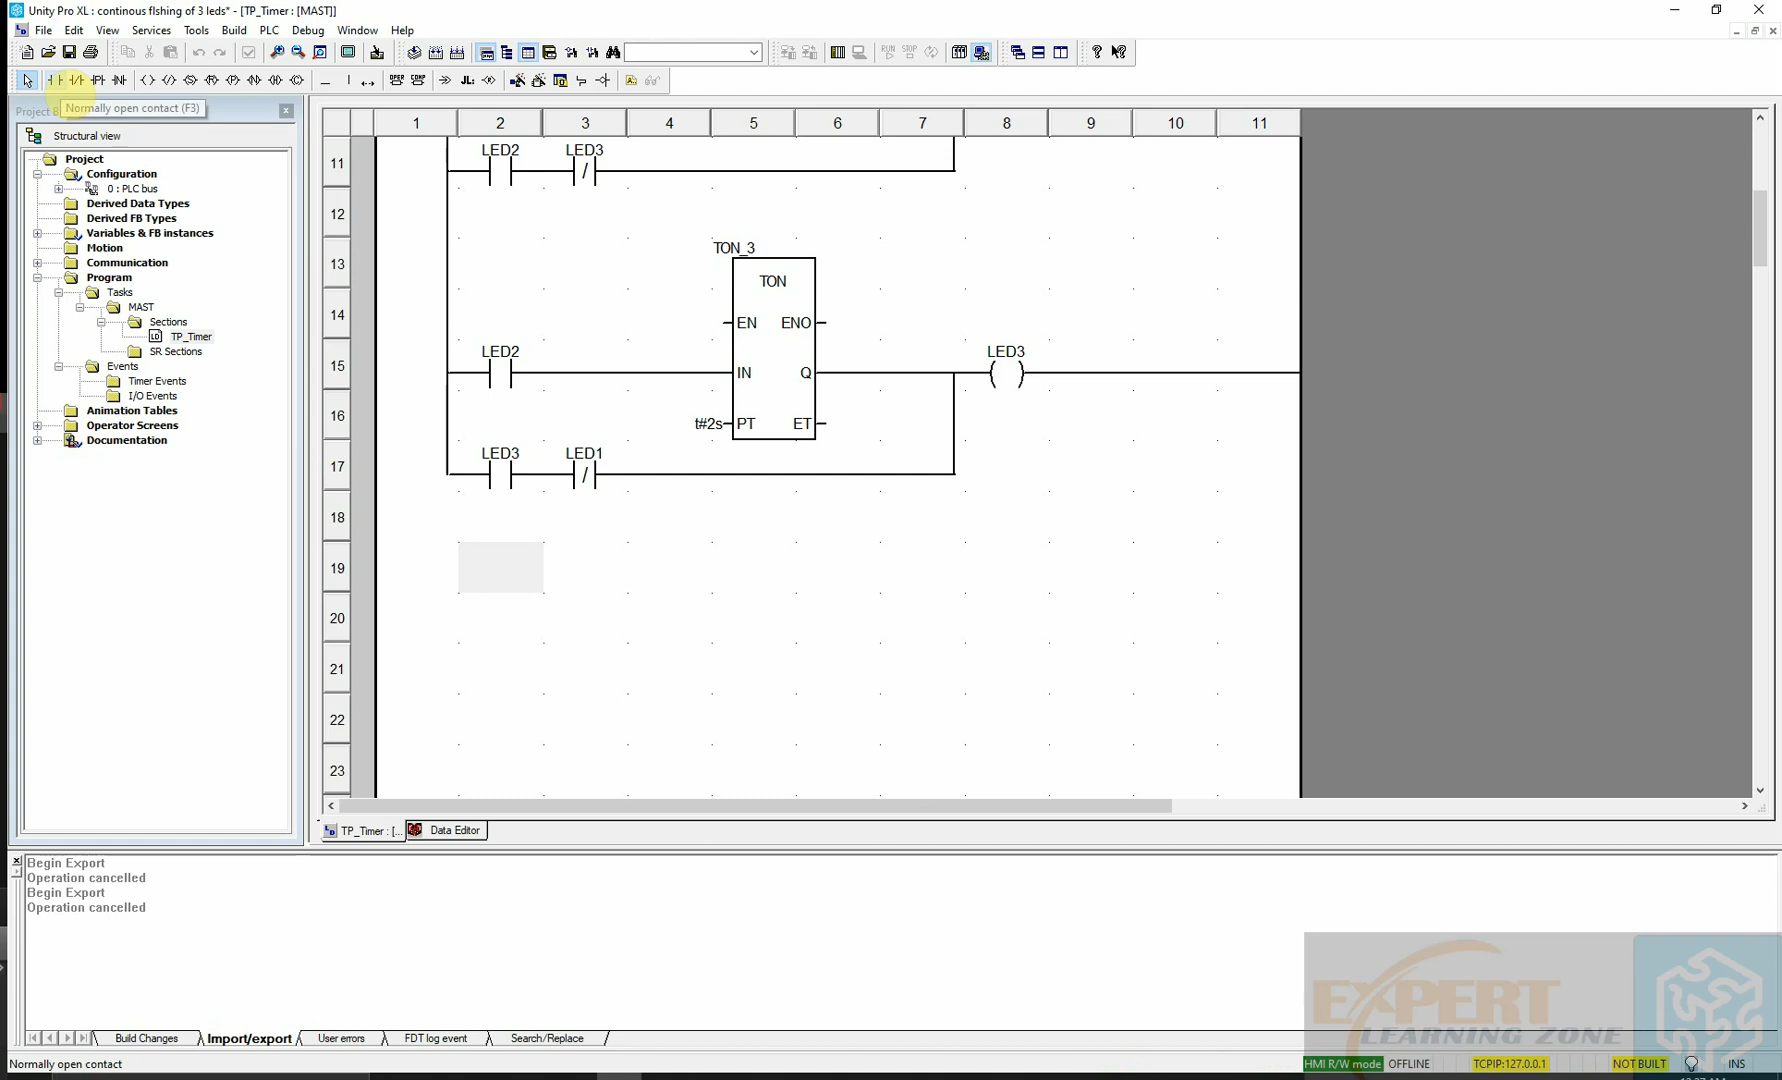 Unity Pro XL : continous flshing of 3 leds* - [TP_Timer : [MAST]]
File Edit View Services Tools Build PLC Debug Window Help
Normally open contact (F3)
Structural view
Project
Configuration
0 : PLC bus
Derived Data Types
Derived FB Types
Variables & FB instances
Motion
Communication
Program
Tasks
MAST
Sections
TP_Timer
SR Sections
Events
Timer Events
I/O Events
Animation Tables
Operator Screens
Documentation
1 2 3 4 5 6 7 8 9 10 11
11 LED2 LED3
12
TON_3
13 TON
14 EN ENO
LED2 LED3
15 IN Q
16 t#2s PT ET
LED3 LED1
17
18
19
20
21
22
23
TP_Timer : [... Data Editor
Begin Export
Operation cancelled
Begin Export
Operation cancelled
EXPERT
LEARNING ZONE
Build Changes Import/export User errors FDT log event Search/Replace
Normally open contact HMI R/W mode OFFLINE TCPIP:127.0.0.1 NOT BUILT INS